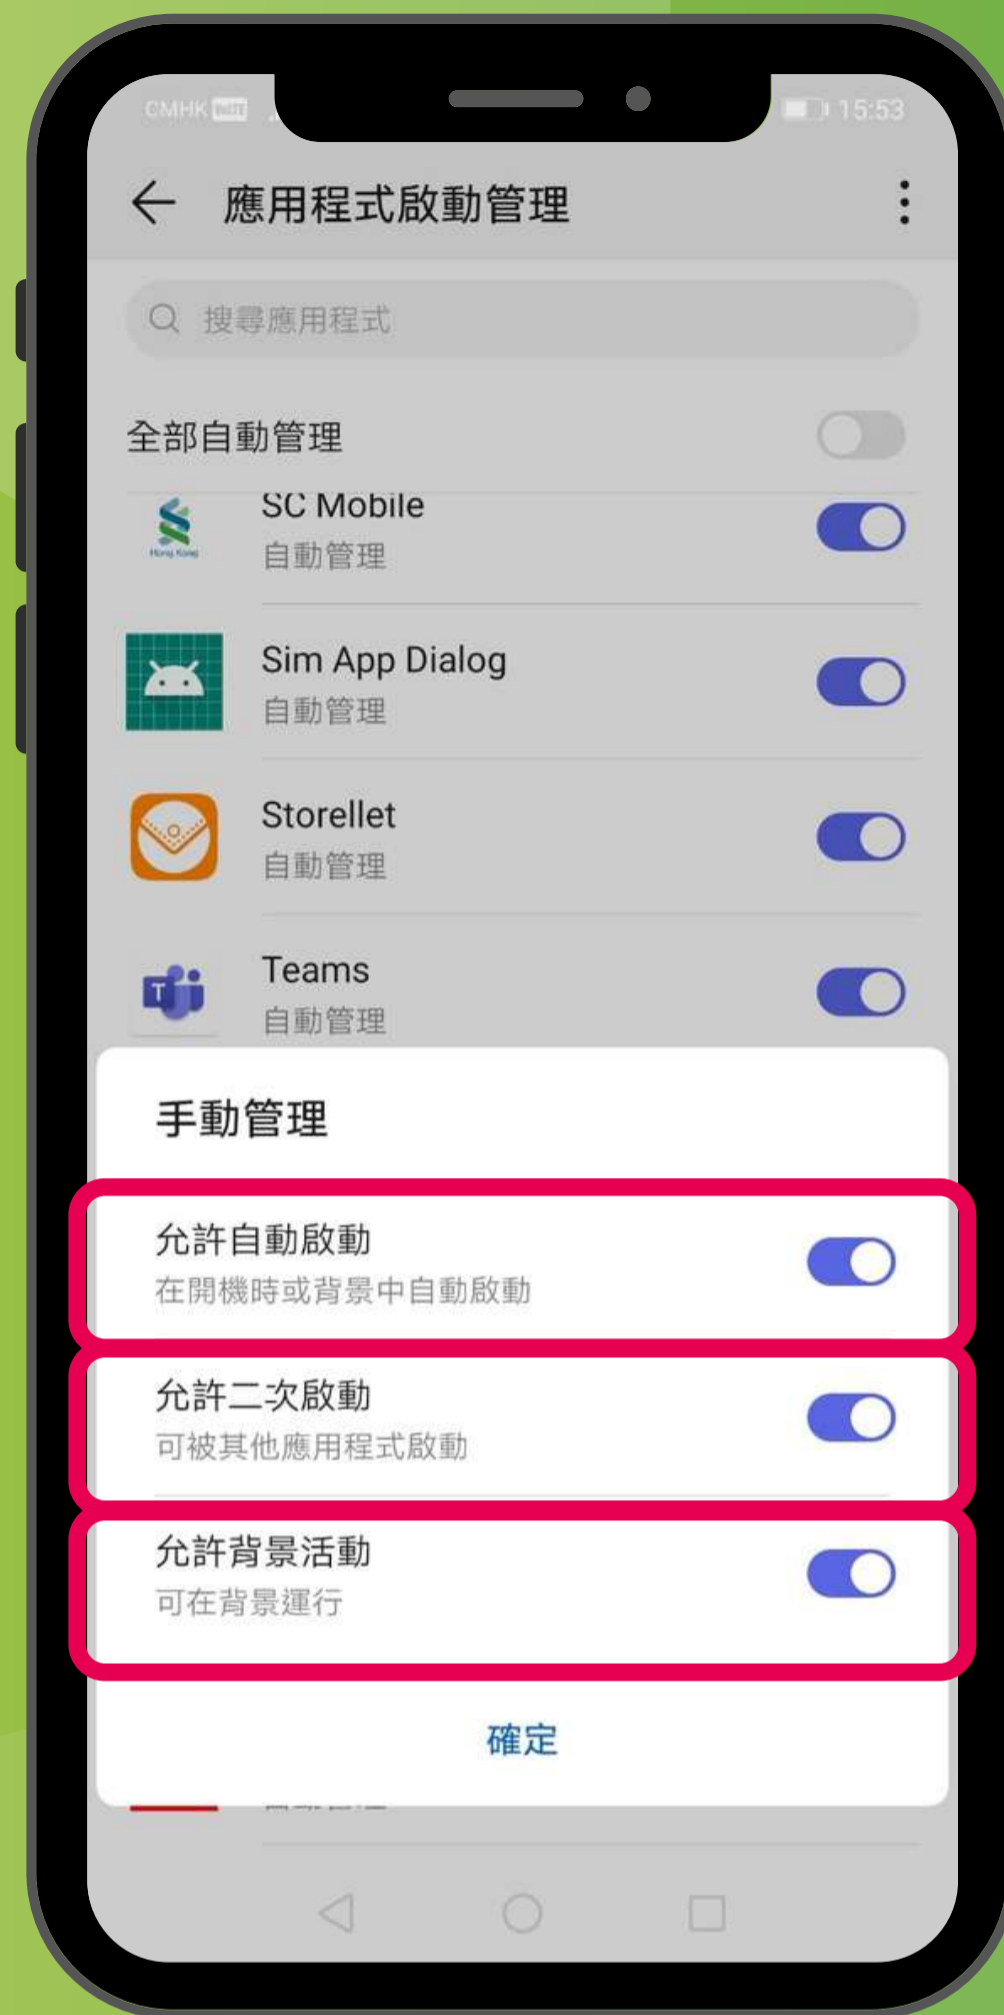 CMHK VoLTE
15:53
應用程式啟動管理
搜尋應用程式
全部自動管理
SC Mobile
Hong Kong
自動管理
Sim App Dialog
自動管理
Storellet
自動管理
Teams
T
自動管理
手動管理
允許自動啟動
在開機時或背景中自動啟動
允許二次啟動
可被其他應用程式啟動
允許背景活動
可在背景運行
確定